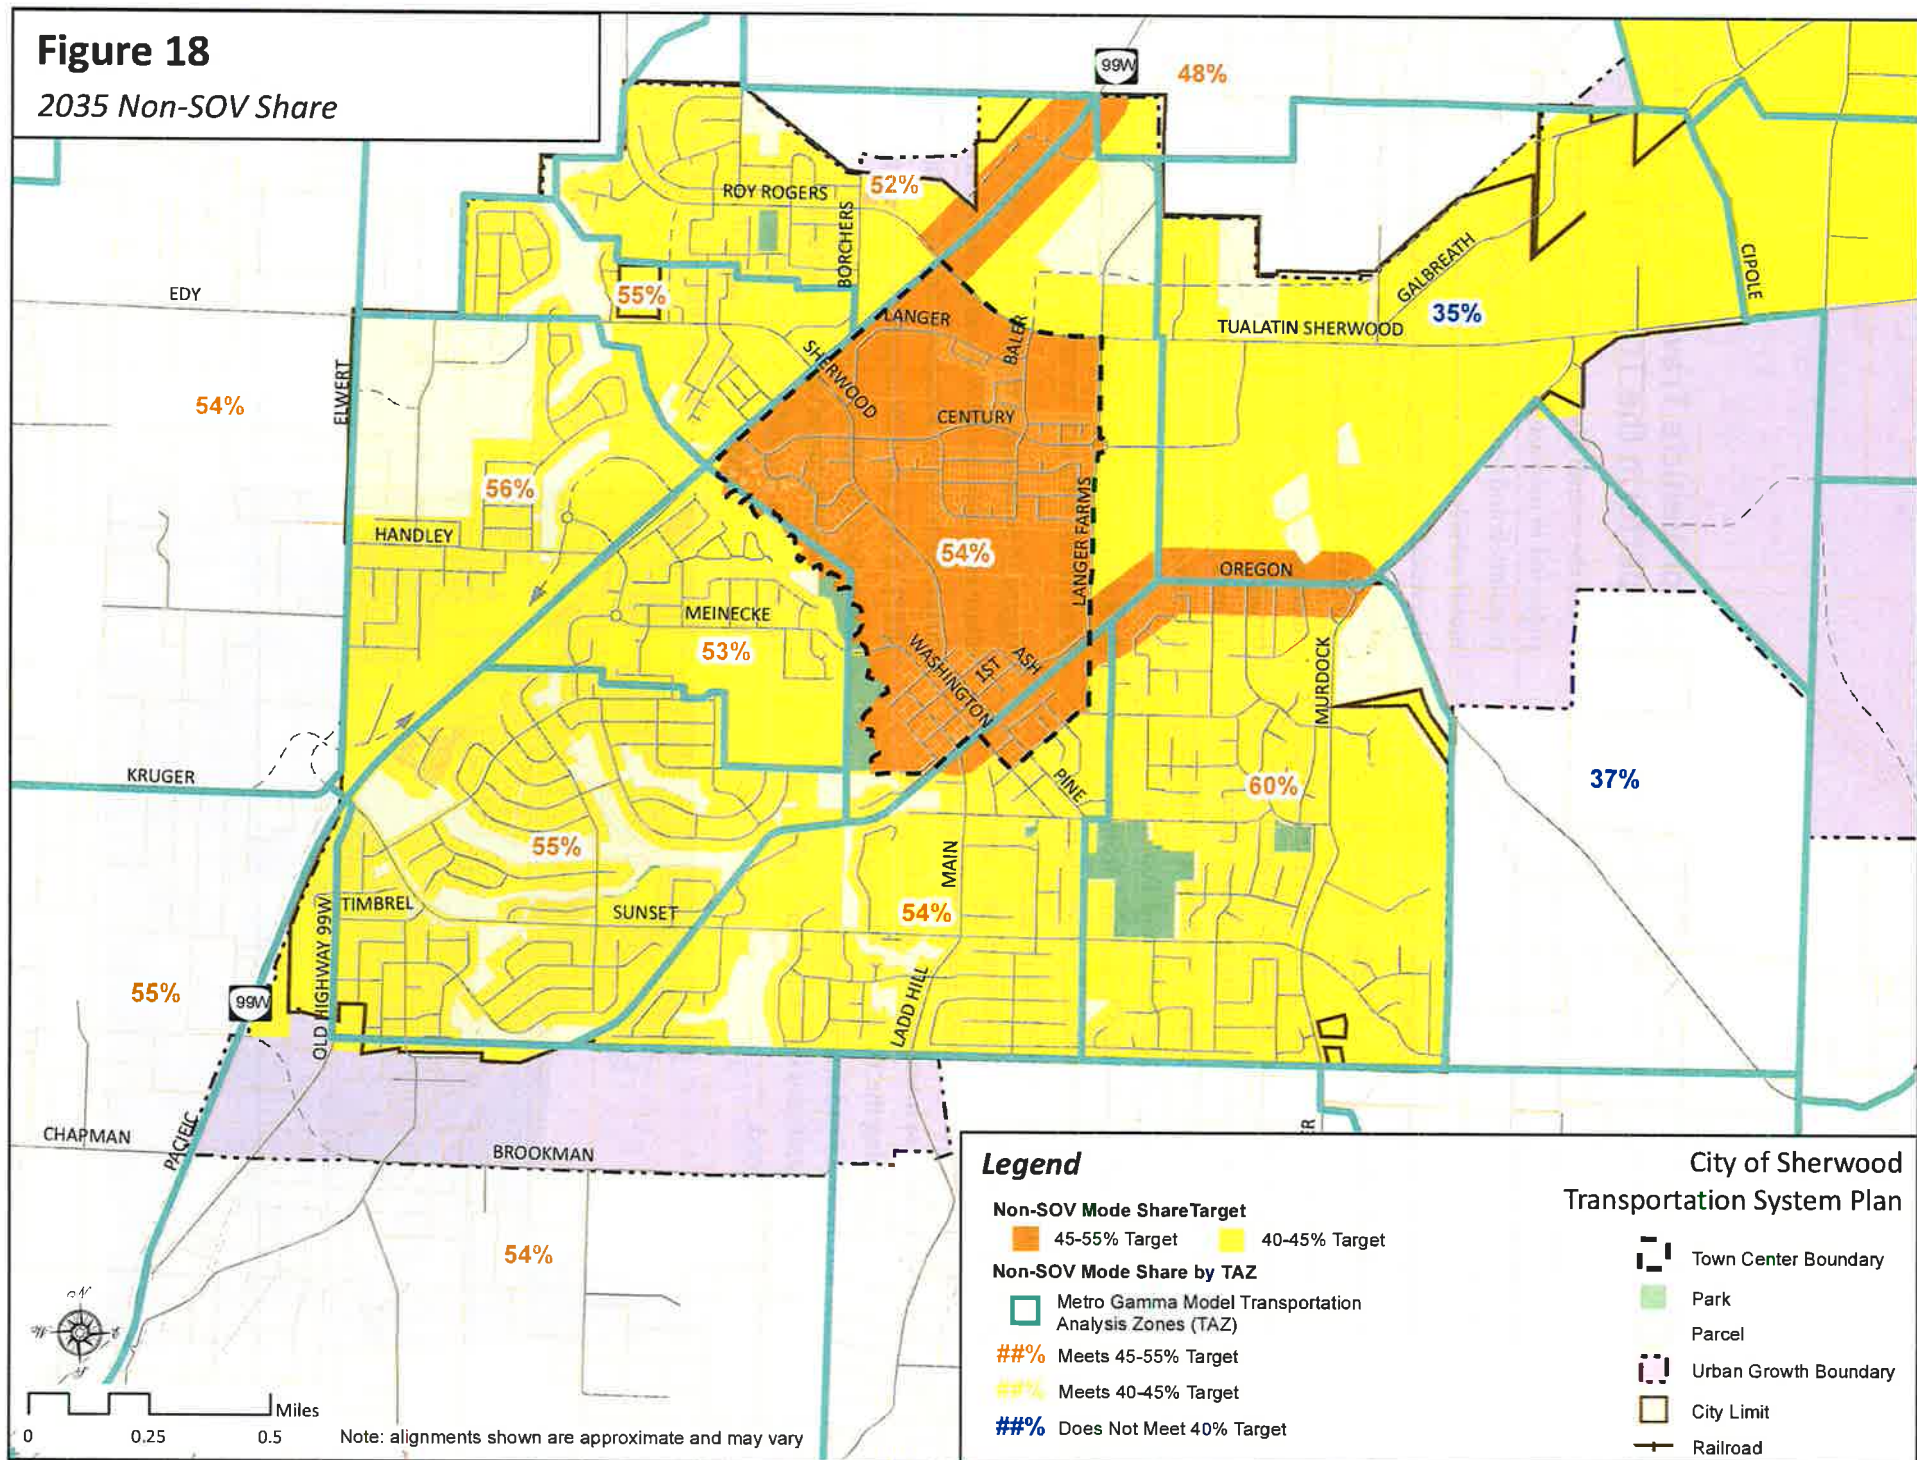 Figure 18
2035 Non-SOV Share
99W
48%
ROY ROGERS
52%
BORCHERS
EDY
55%
GALBREATH
CIPOLE
LANGER
BALER
TUALATIN SHERWOOD
35%
SHERWOOD
ELWERT
54%
CENTURY
56%
HANDLEY
LANGER FARMS
54%
OREGON
MEINECKE
53%
WASHINGTON
1ST
ASH
MURDOCK
KRUGER
PINE
60%
37%
55%
MAIN
TIMBREL
SUNSET
54%
OLD HIGHWAY 99W
55%
99W
LADD HILL
CHAPMAN
PACIFIC
BROOKMAN
54%
ER
Legend
Non-SOV Mode Share Target
45-55% Target
40-45% Target
Non-SOV Mode Share by TAZ
Metro Gamma Model Transportation
Analysis Zones (TAZ)
##% Meets 45-55% Target
##% Meets 40-45% Target
##% Does Not Meet 40% Target
City of Sherwood
Transportation System Plan
Town Center Boundary
Park
Parcel
Urban Growth Boundary
City Limit
Railroad
Miles
0
0.25
0.5
Note: alignments shown are approximate and may vary